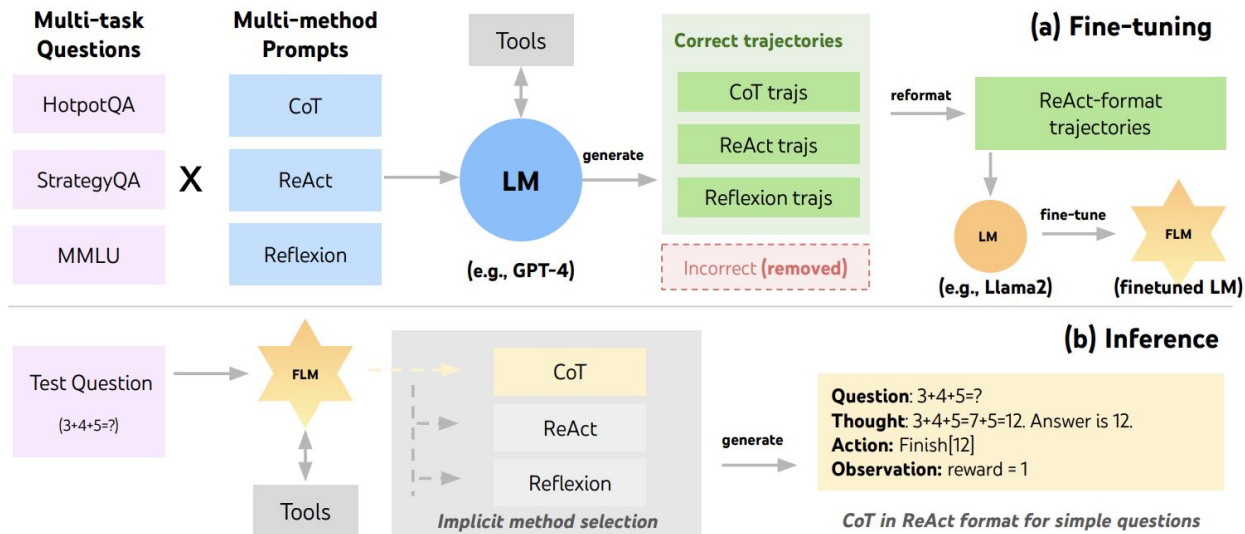 Multi-task
Questions
HotpotQA
StrategyQA
MMLU
X
Multi-method
Prompts
CoT
ReAct
Reflexion
Tools
LM
(e.g., GPT-4)
generate
Correct trajectories
CoT trajs
ReAct trajs
Reflexion trajs
Incorrect (removed)
(a) Fine-tuning
reformat
ReAct-format
trajectories
LM
(e.g., Llama2)
fine-tune
FLM
(finetuned LM)
(b) Inference
Test Question
(3+4+5=?)
FLM
Tools
CoT
ReAct
Reflexion
Implicit method selection
generate
Question: 3+4+5=?
Thought: 3+4+5=7+5=12. Answer is 12.
Action: Finish[12]
Observation: reward = 1
CoT in ReAct format for simple questions